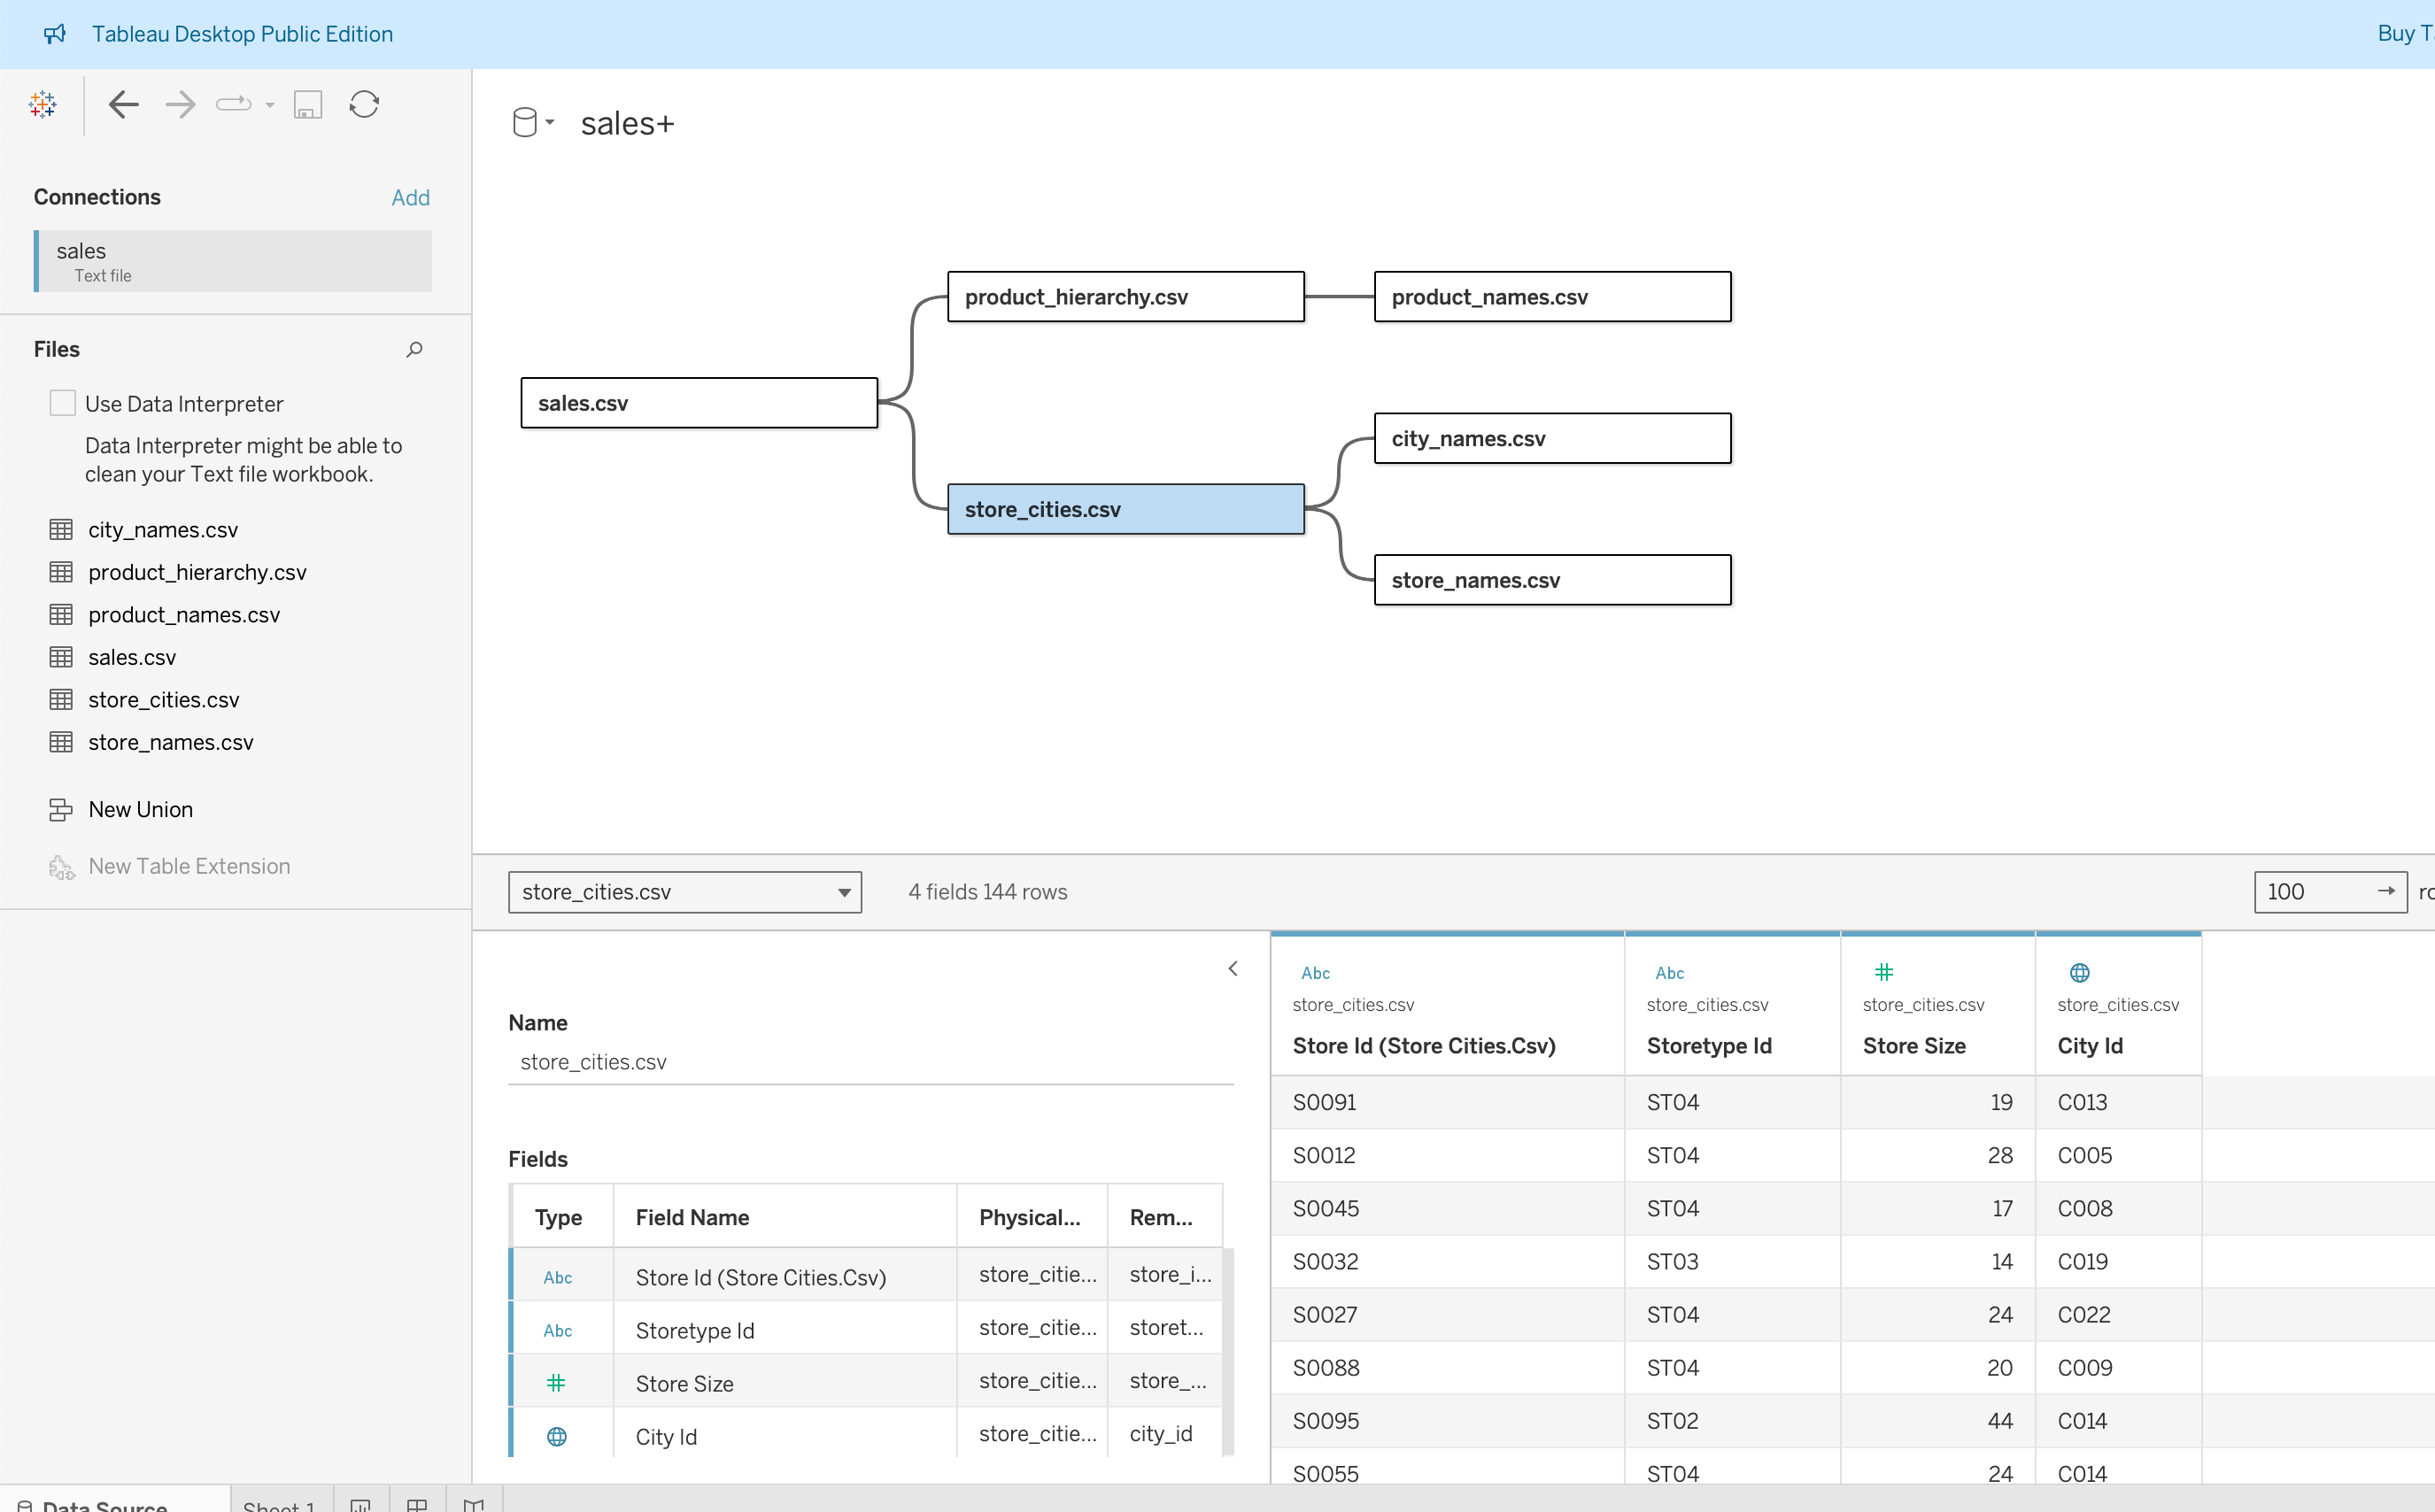 Tableau Desktop Public Edition
Buy T
sales+
Connections
Add
sales
Text file
Files
Use Data Interpreter
Data Interpreter might be able to
clean your Text file workbook.
city_names.csv
product_hierarchy.csv
product_names.csv
sales.csv
store_cities.csv
store_names.csv
New Union
New Table Extension
sales.csv
product_hierarchy.csv
product_names.csv
store_cities.csv
city_names.csv
store_names.csv
store_cities.csv
4 fields 144 rows
100
Name
store_cities.csv
Fields
Type Field Name Physical... Rem...
Abc Store Id (Store Cities.Csv) store_citie... store_i...
Abc Storetype Id store_citie... storet...
# Store Size store_citie... store_...
City Id store_citie... city_id
Abc Abc #
store_cities.csv store_cities.csv store_cities.csv store_cities.csv
Store Id (Store Cities.Csv) Storetype Id Store Size City Id
S0091 ST04 19 C013
S0012 ST04 28 C005
S0045 ST04 17 C008
S0032 ST03 14 C019
S0027 ST04 24 C022
S0088 ST04 20 C009
S0095 ST02 44 C014
S0055 ST04 24 C014
Data Source
Sheet 1